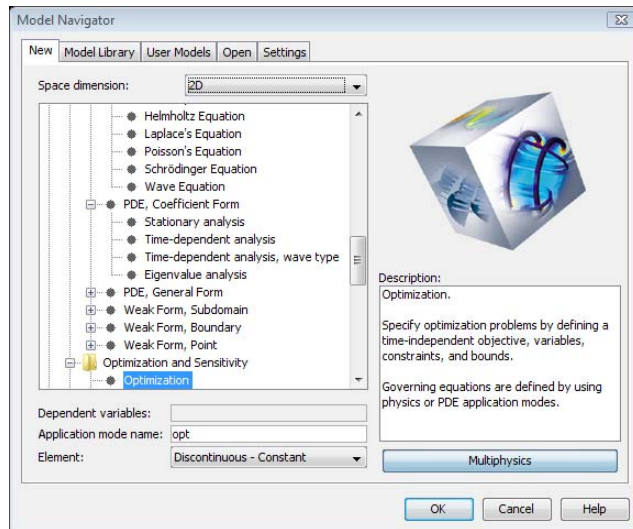 Model Navigator
New Model Library User Models Open Settings
Space dimension: 2D
Helmholtz Equation
Laplace's Equation
Poisson's Equation
Schrödinger Equation
Wave Equation
PDE, Coefficient Form
Stationary analysis
Time-dependent analysis
Time-dependent analysis, wave type
Eigenvalue analysis
PDE, General Form
Weak Form, Subdomain
Weak Form, Boundary
Weak Form, Point
Optimization and Sensitivity
Optimization
Dependent variables:
Application mode name: opt
Element: Discontinuous - Constant
Description:
Optimization.
Specify optimization problems by defining a
time-independent objective, variables,
constraints, and bounds.
Governing equations are defined by using
physics or PDE application modes.
Multiphysics
OK Cancel Help